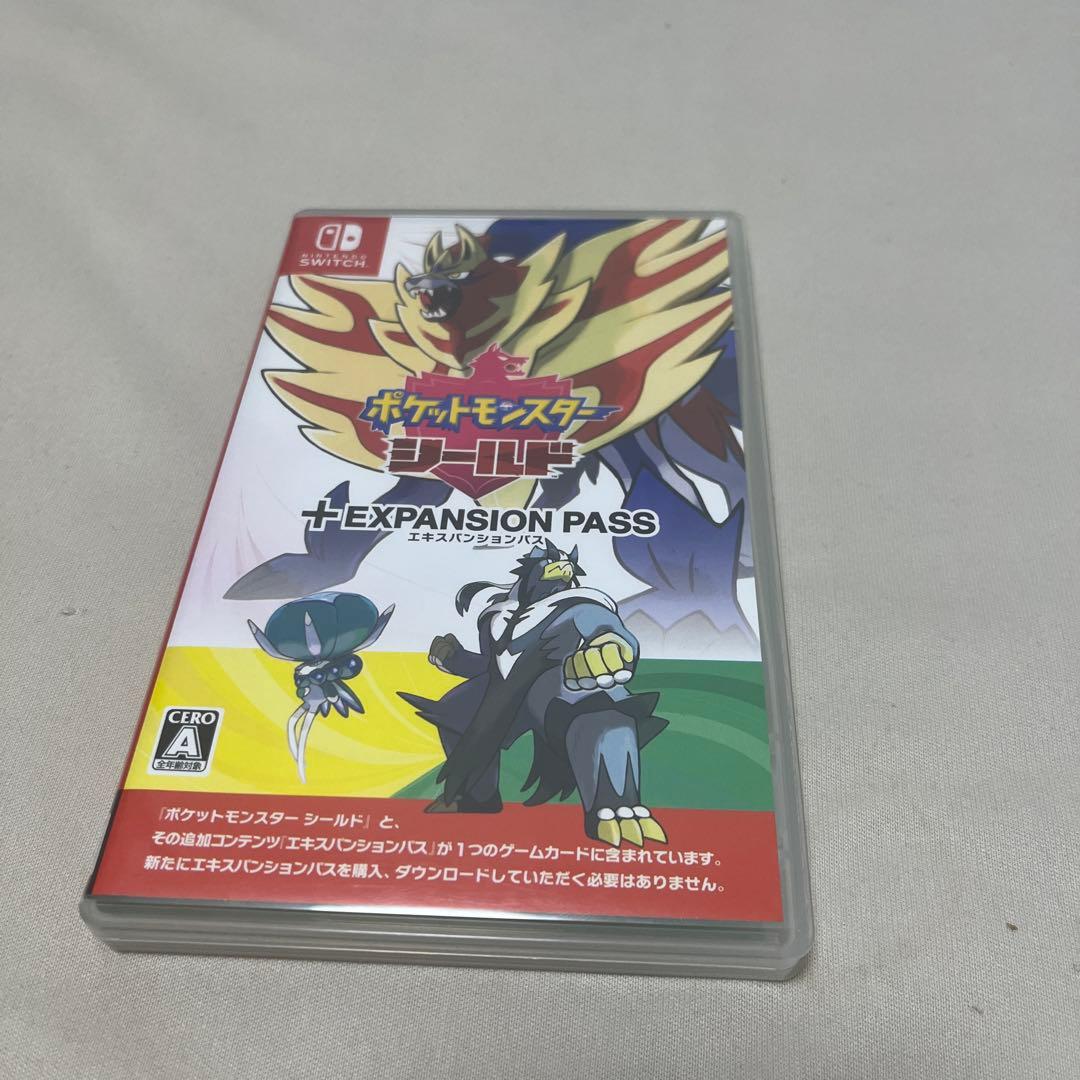 NINTENDO
SWITCH™
ポケットモンスター
シールド™
+EXPANSION PASS
エキスパンションパス
CERO
A
全年齢対象
『ポケットモンスター シールド』と、
その追加コンテンツ『エキスパンションパス』が1つのゲームカードに含まれています。
新たにエキスパンションパスを購入、ダウンロードしていただく必要はありません。